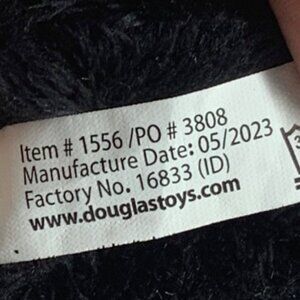 Item # 1556 /PO # 3808
Manufacture Date: 05/2023
Factory No. 16833 (ID)
www.douglastoys.com